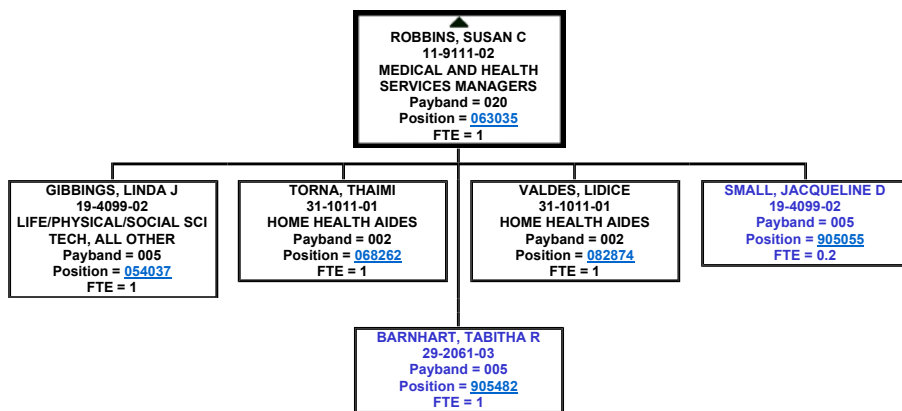 ROBBINS, SUSAN C
11-9111-02
MEDICAL AND HEALTH
SERVICES MANAGERS
Payband = 020
Position = 063035
FTE = 1
GIBBINGS, LINDA J
19-4099-02
LIFE/PHYSICAL/SOCIAL SCI
TECH, ALL OTHER
Payband = 005
Position = 054037
FTE = 1
TORNA, THAIMI
31-1011-01
HOME HEALTH AIDES
Payband = 002
Position = 068262
FTE = 1
VALDES, LIDICE
31-1011-01
HOME HEALTH AIDES
Payband = 002
Position = 082874
FTE = 1
SMALL, JACQUELINE D
19-4099-02
Payband = 005
Position = 905055
FTE = 0.2
BARNHART, TABITHA R
29-2061-03
Payband = 005
Position = 905482
FTE = 1